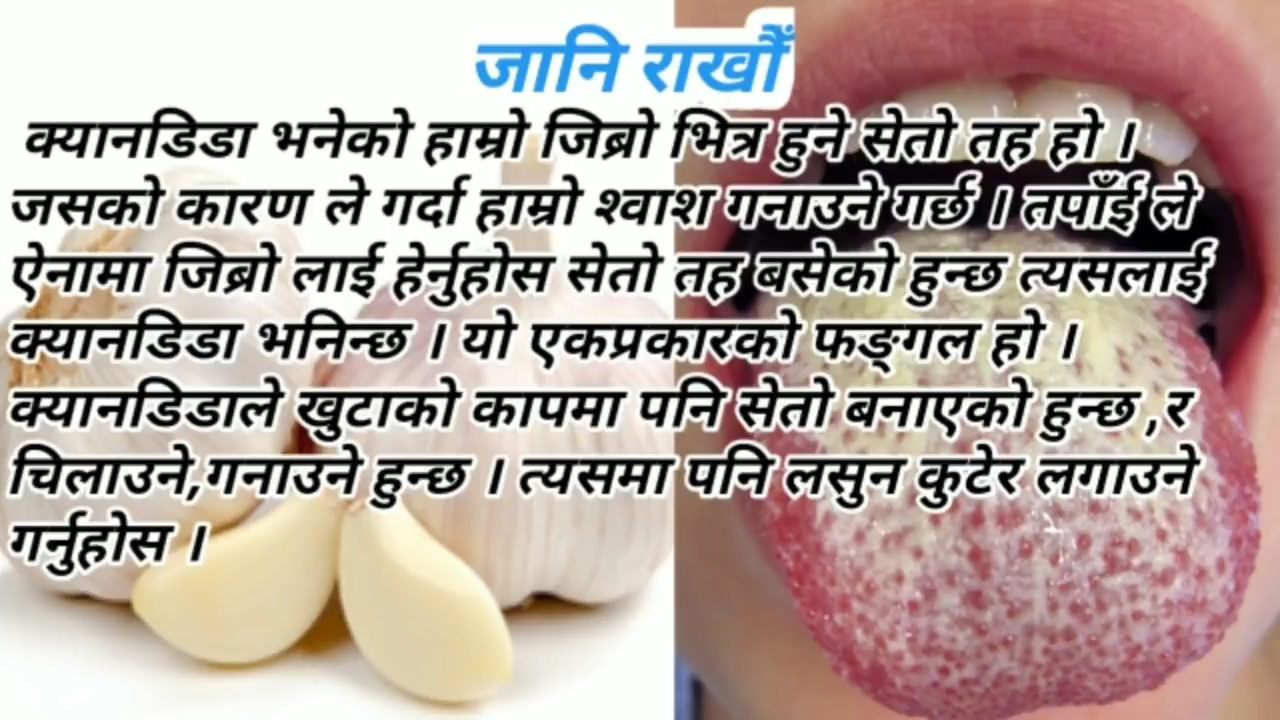 जानि राखौँ
क्यानडिडा भनेको हाम्रो जिब्रो भित्र हुने सेतो तह हो ।
जसको कारण ले गर्दा हाम्रो श्वाश गनाउने गर्छ । तपाँई ले
ऐनामा जिब्रो लाई हेर्नुहोस सेतो तह बसेको हुन्छ त्यसलाई
क्यानडिडा भनिन्छ । यो एकप्रकारको फङ्गल हो ।
क्यानडिडाले खुटाको कापमा पनि सेतो बनाएको हुन्छ ,र
चिलाउने,गनाउने हुन्छ । त्यसमा पनि लसुन कुटेर लगाउने
गर्नुहोस ।